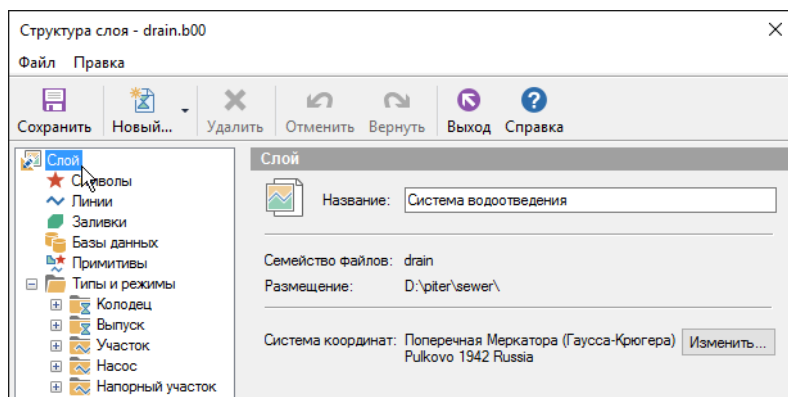 Структура слоя - drain.b00
Файл Правка
Сохранить Новый... Удалить Отменить Вернуть Выход Справка
Слой
Символы
Линии
Заливки
Базы данных
Примитивы
Типы и режимы
Колодец
Выпуск
Участок
Насос
Напорный участок
Слой
Название: Система водоотведения
Семейство файлов: drain
Размещение: D:\piter\sewer\
Система координат: Поперечная Меркатора (Гаусса-Крюгера) Изменить...
Pulkovo 1942 Russia